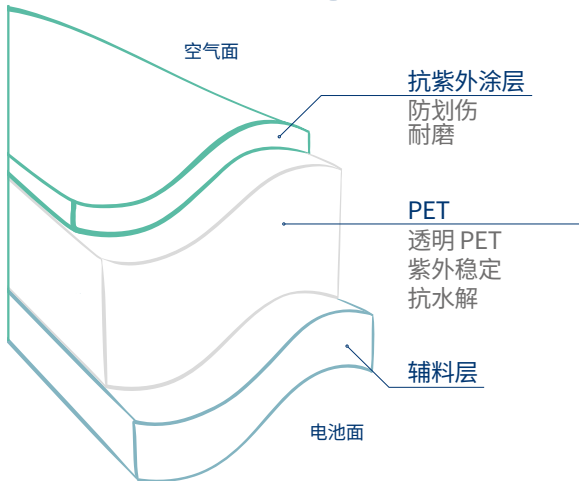 空气面
抗紫外涂层
防划伤
耐磨
PET
透明 PET
紫外稳定
抗水解
辅料层
电池面